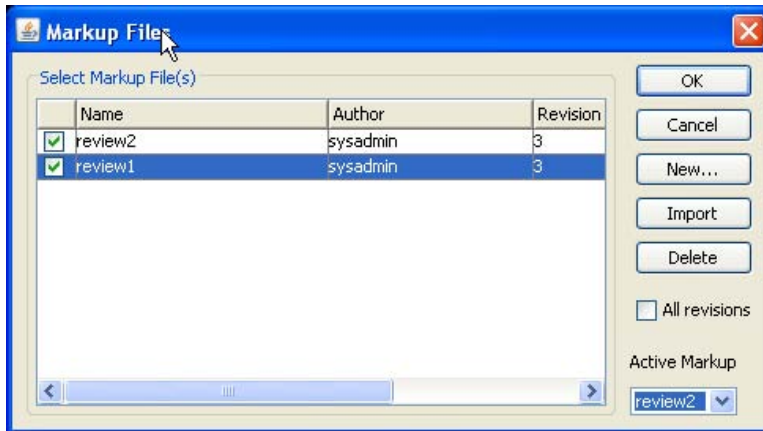 Markup Files
Select Markup File(s)
Name Author Revision
review2 sysadmin 3
review1 sysadmin 3
OK
Cancel
New...
Import
Delete
All revisions
Active Markup
review2